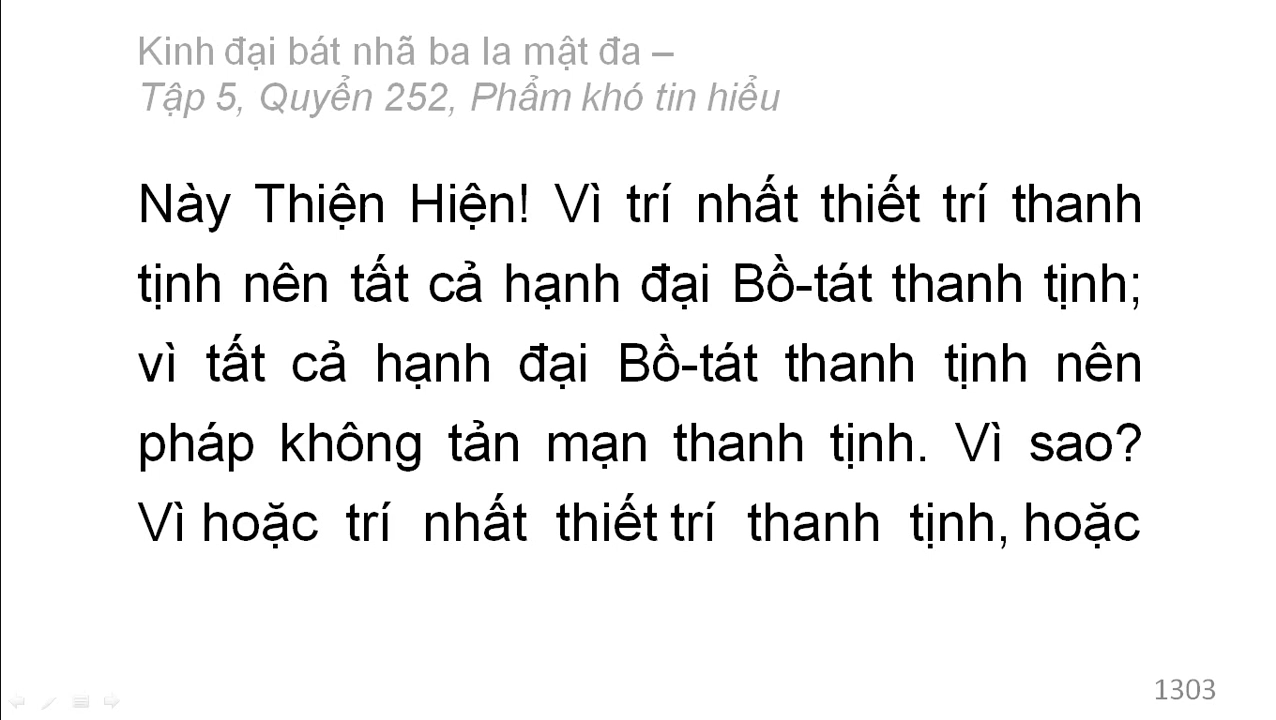 Kinh đại bát nhã ba la mật đa –
Tập 5, Quyển 252, Phẩm khó tin hiểu
Này Thiện Hiện! Vì trí nhất thiết trí thanh
tịnh nên tất cả hạnh đại Bồ-tát thanh tịnh;
vì tất cả hạnh đại Bồ-tát thanh tịnh nên
pháp không tản mạn thanh tịnh. Vì sao?
Vì hoặc trí nhất thiết trí thanh tịnh, hoặc
1303